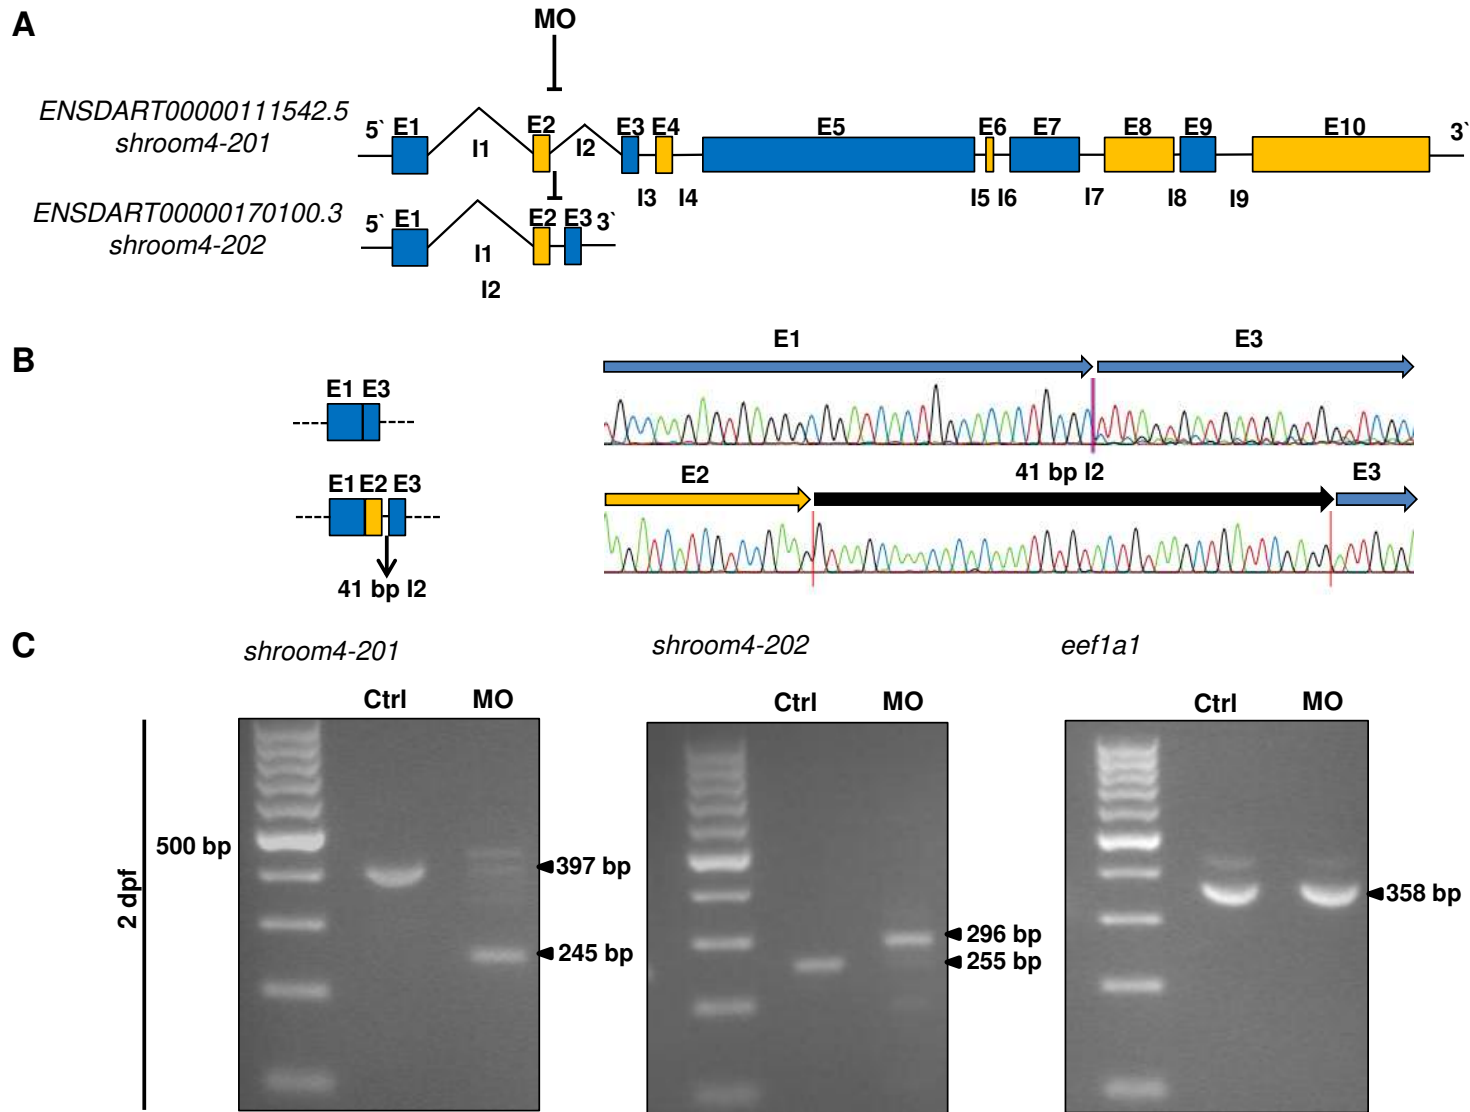 A
MO
ENSDART00000111542.5
shroom4-201
5` E1 I1 E2 I2 E3 E4 E5 E6 E7 E8 E9 E10 3`
I3 I4 I5 I6 I7 I8 I9
ENSDART00000170100.3
shroom4-202
5` E1 E2 E3 3`
I1
I2
B
E1 E3
E1 E3
E2 41 bp I2 E3
E1 E2 E3
41 bp I2
C
shroom4-201 shroom4-202 eef1a1
Ctrl MO Ctrl MO Ctrl MO
2 dpf
500 bp
397 bp
245 bp
296 bp
255 bp
358 bp